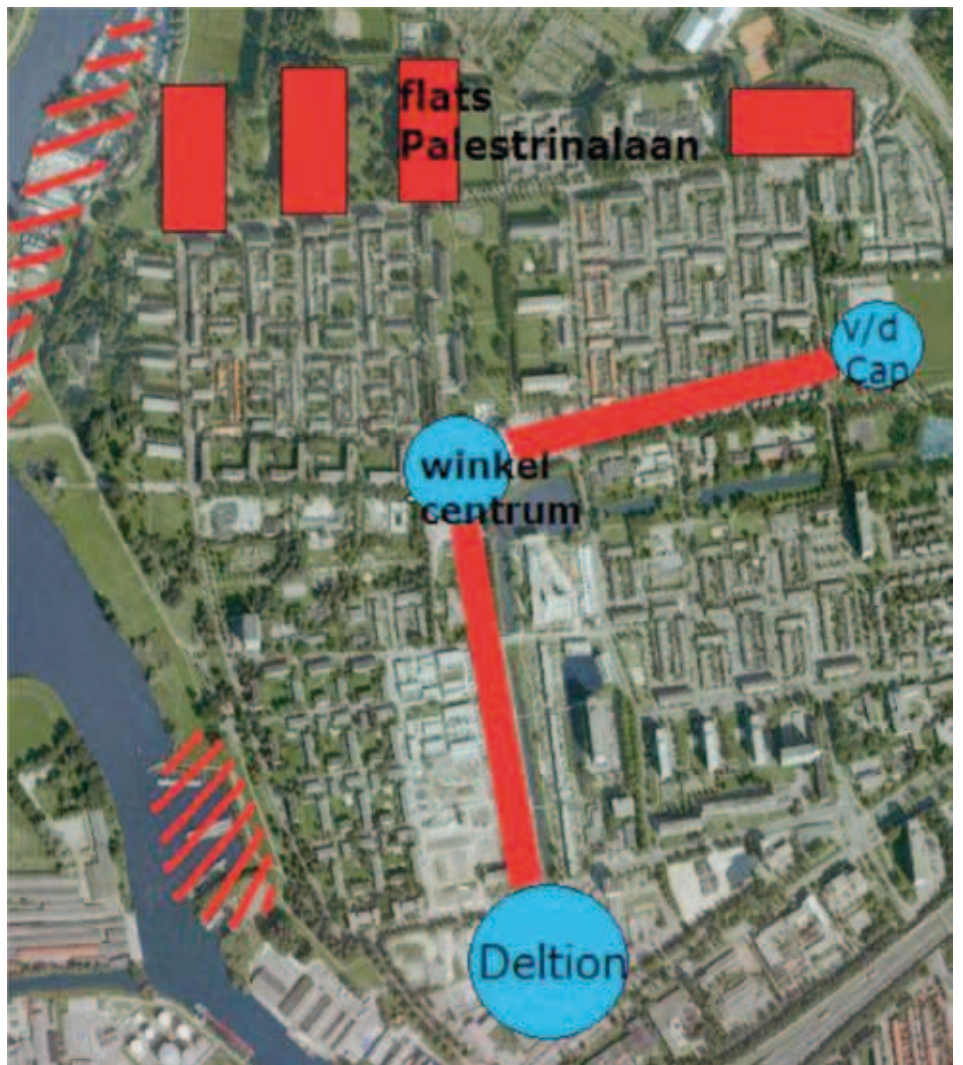 flats
Palestrinalaan
v/d
Cap
winkel
centrum
Deltion